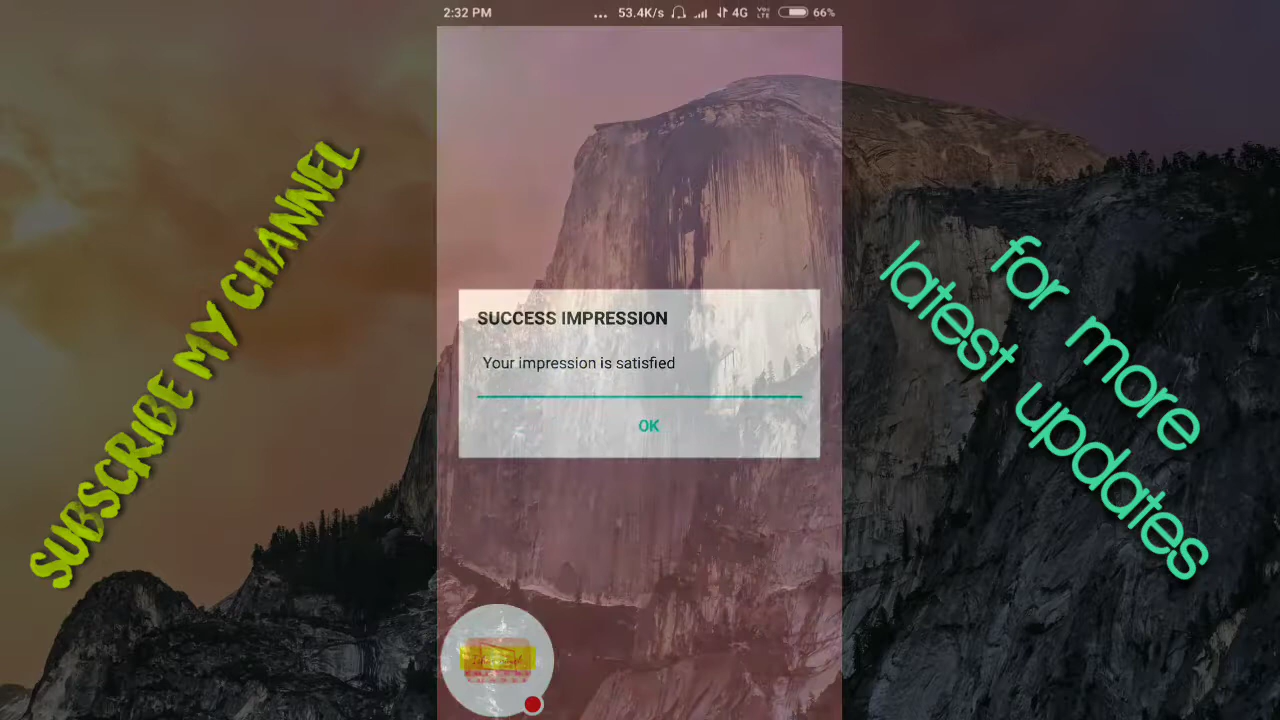 2:32 PM ... 53.4K/s 4G VoLTE 66%
SUBSCRIBE MY CHANNEL
for more
latest updates
SUCCESS IMPRESSION
Your impression is satisfied
OK